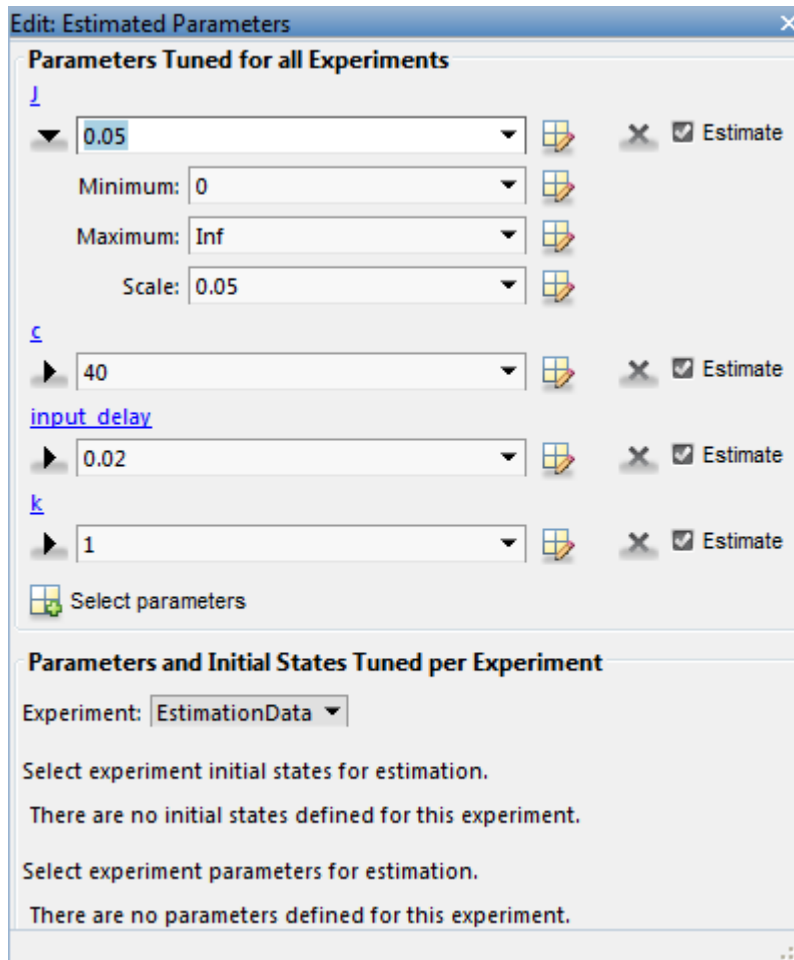 Edit: Estimated Parameters
Parameters Tuned for all Experiments
J
0.05 Estimate
Minimum: 0
Maximum: Inf
Scale: 0.05
c
40 Estimate
input_delay
0.02 Estimate
k
1 Estimate
Select parameters
Parameters and Initial States Tuned per Experiment
Experiment: EstimationData
Select experiment initial states for estimation.
There are no initial states defined for this experiment.
Select experiment parameters for estimation.
There are no parameters defined for this experiment.